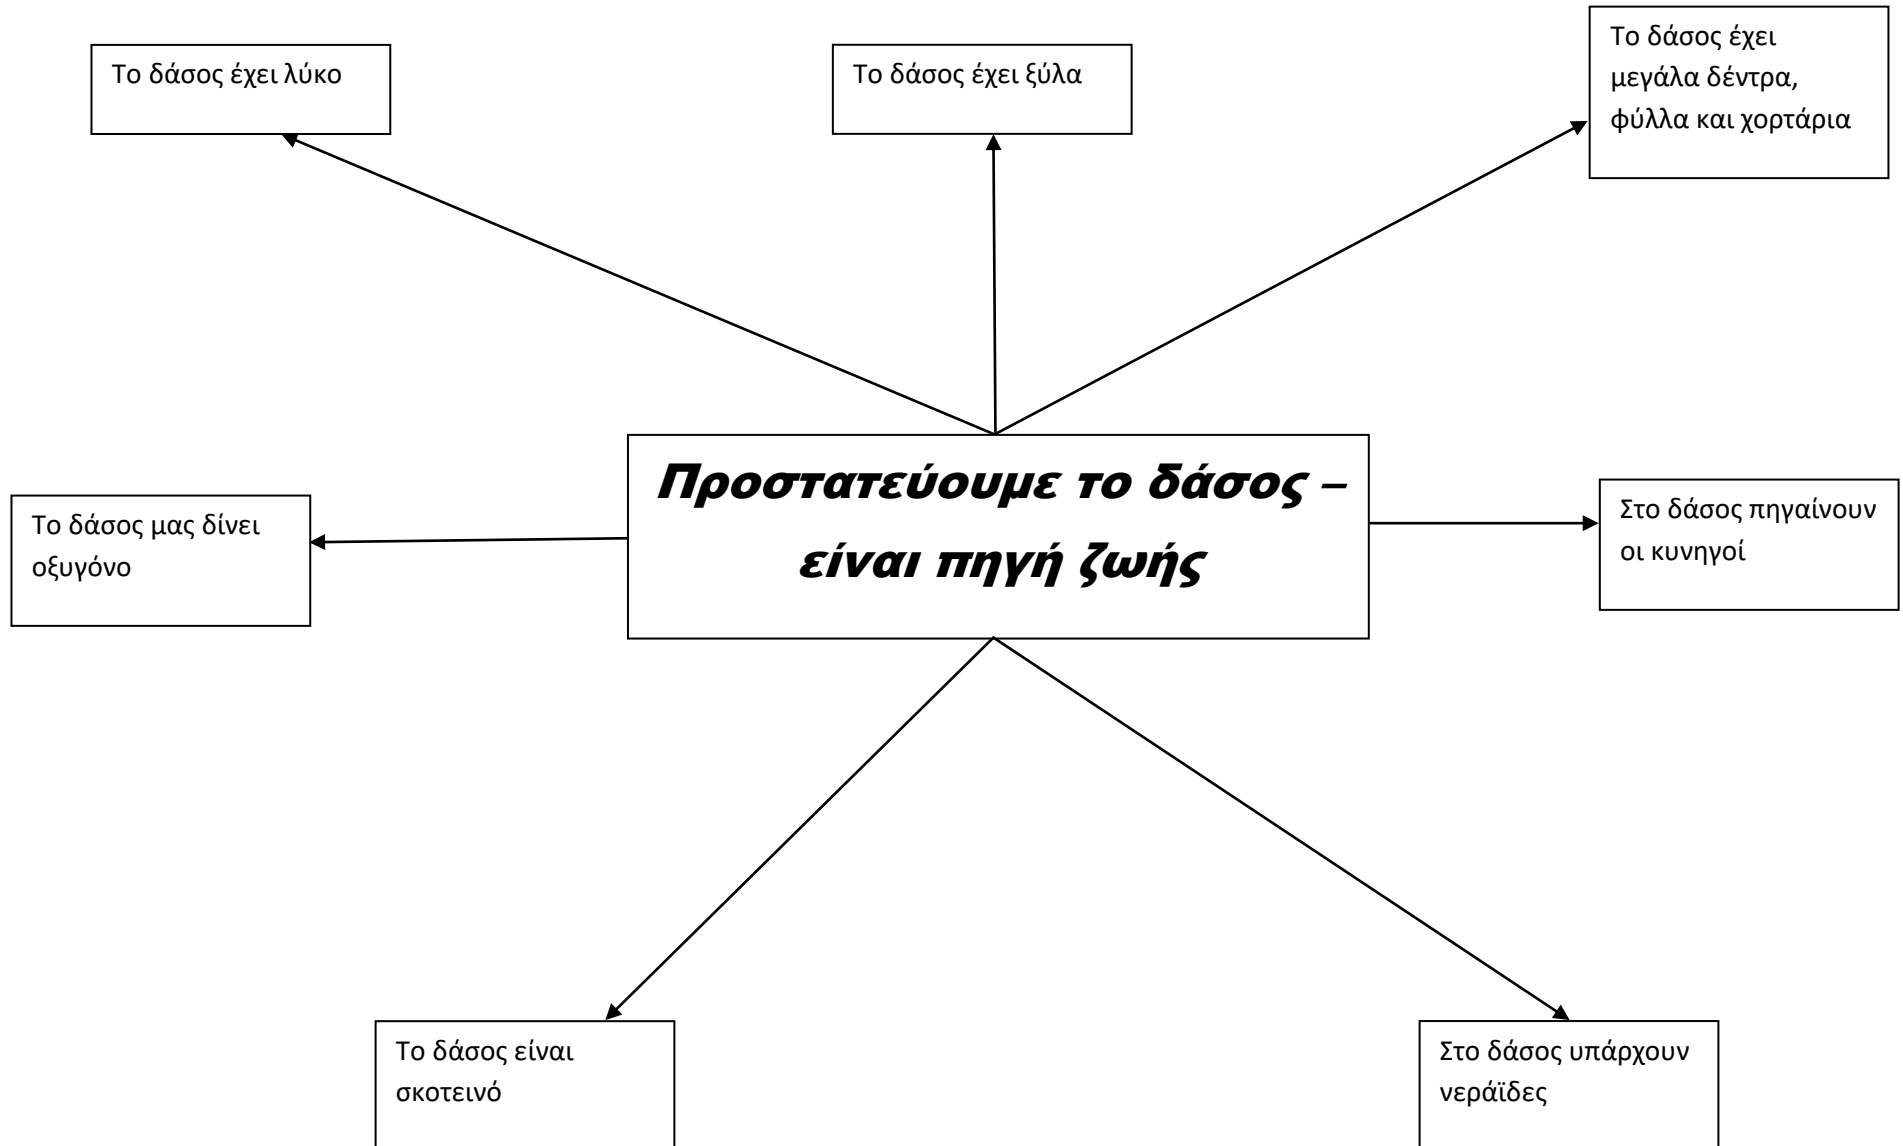 Το δάσος έχει λύκο
Το δάσος έχει ξύλα
Το δάσος έχει
μεγάλα δέντρα,
φύλλα και χορτάρια
Προστατεύουμε το δάσος –
είναι πηγή ζωής
Το δάσος μας δίνει
οξυγόνο
Στο δάσος πηγαίνουν
οι κυνηγοί
Το δάσος είναι
σκοτεινό
Στο δάσος υπάρχουν
νεράϊδες